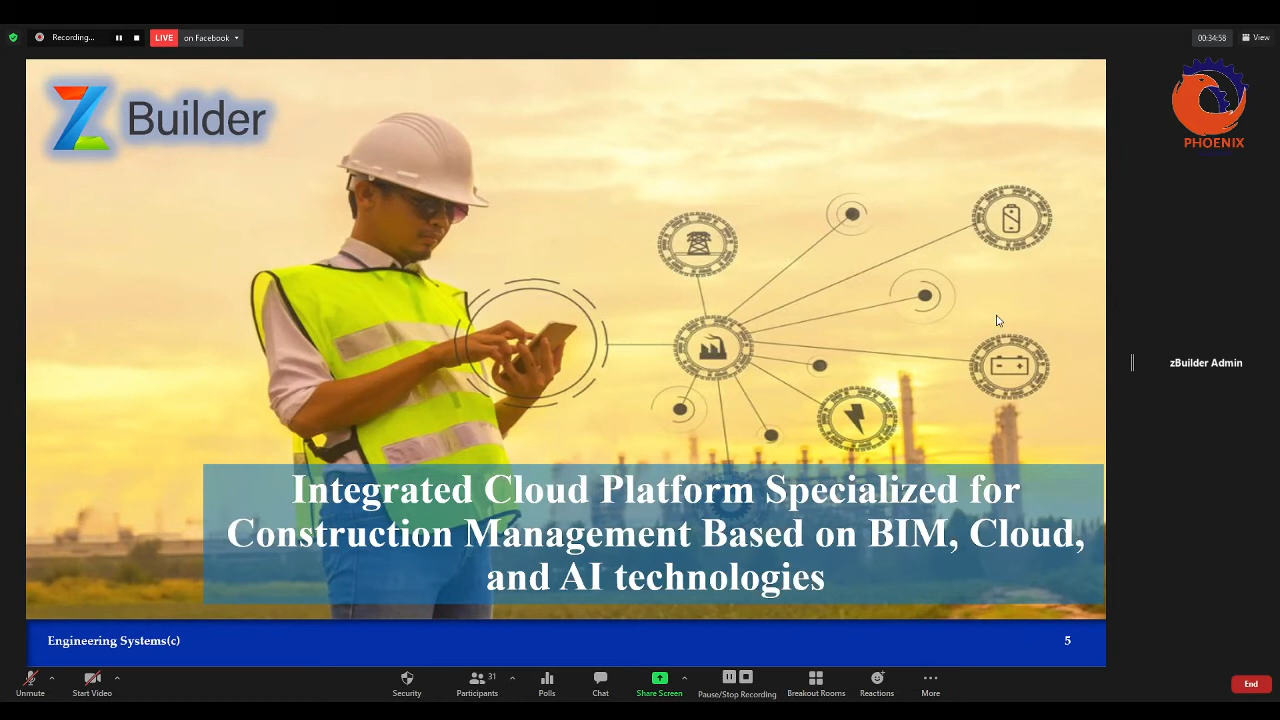 Recording...
LIVE
on Facebook
00:34:58
View
Z Builder
PHOENIX
zBuilder Admin
Integrated Cloud Platform Specialized for
Construction Management Based on BIM, Cloud,
and AI technologies
Engineering Systems(c)
5
Unmute
Start Video
Security
31
Participants
Polls
Chat
Share Screen
Pause/Stop Recording
Breakout Rooms
Reactions
More
End